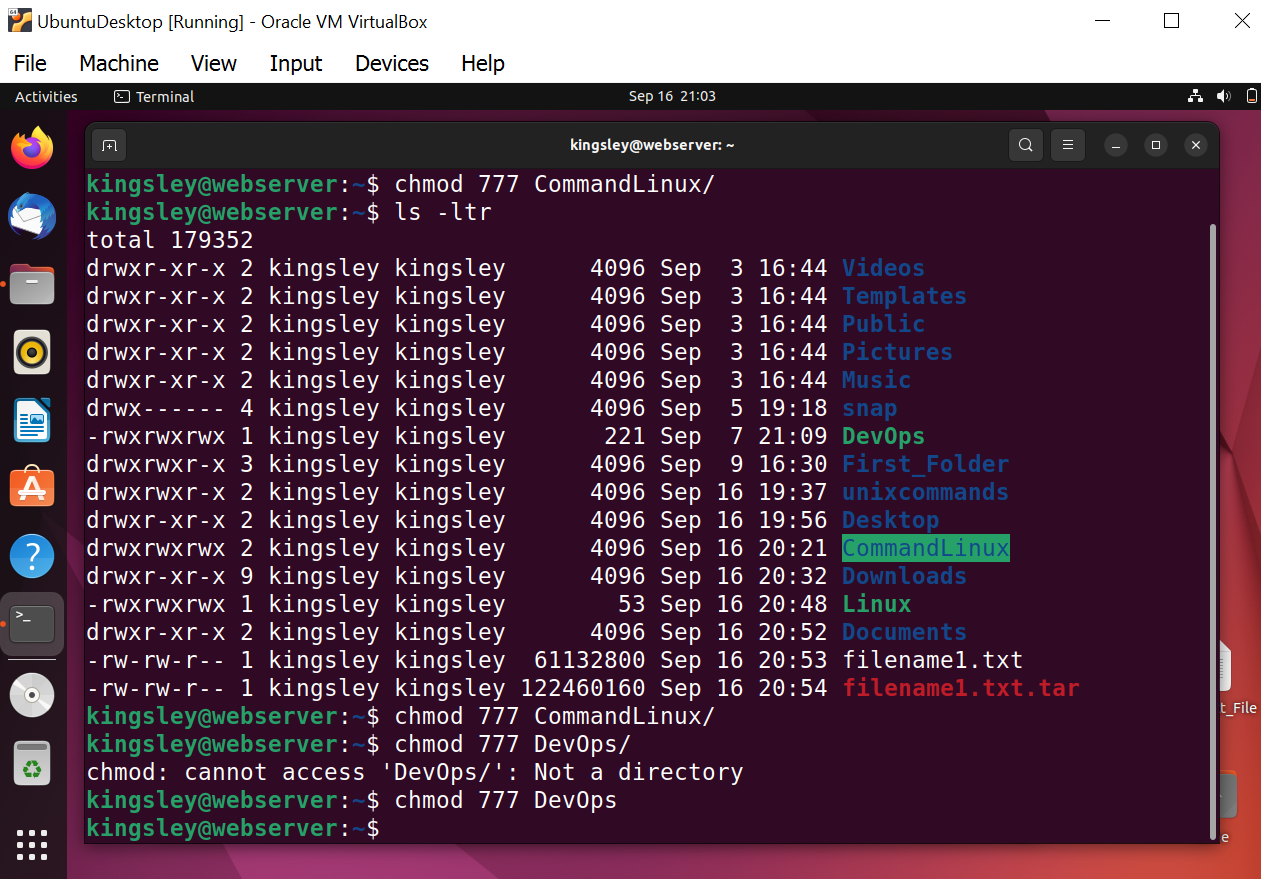 UbuntuDesktop [Running] - Oracle VM VirtualBox
File Machine View Input Devices Help
Activities Terminal Sep 16 21:03
kingsley@webserver: ~
kingsley@webserver:~$ chmod 777 CommandLinux/
kingsley@webserver:~$ ls -ltr
total 179352
drwxr-xr-x 2 kingsley kingsley 4096 Sep 3 16:44 Videos
drwxr-xr-x 2 kingsley kingsley 4096 Sep 3 16:44 Templates
drwxr-xr-x 2 kingsley kingsley 4096 Sep 3 16:44 Public
drwxr-xr-x 2 kingsley kingsley 4096 Sep 3 16:44 Pictures
drwxr-xr-x 2 kingsley kingsley 4096 Sep 3 16:44 Music
drwx------ 4 kingsley kingsley 4096 Sep 5 19:18 snap
-rwxrwxrwx 1 kingsley kingsley 221 Sep 7 21:09 DevOps
drwxrwxr-x 3 kingsley kingsley 4096 Sep 9 16:30 First_Folder
drwxrwxr-x 2 kingsley kingsley 4096 Sep 16 19:37 unixcommands
drwxr-xr-x 2 kingsley kingsley 4096 Sep 16 19:56 Desktop
drwxrwxrwx 2 kingsley kingsley 4096 Sep 16 20:21 CommandLinux
drwxr-xr-x 9 kingsley kingsley 4096 Sep 16 20:32 Downloads
-rwxrwxrwx 1 kingsley kingsley 53 Sep 16 20:48 Linux
drwxr-xr-x 2 kingsley kingsley 4096 Sep 16 20:52 Documents
-rw-rw-r-- 1 kingsley kingsley 61132800 Sep 16 20:53 filename1.txt
-rw-rw-r-- 1 kingsley kingsley 122460160 Sep 16 20:54 filename1.txt.tar
kingsley@webserver:~$ chmod 777 CommandLinux/
kingsley@webserver:~$ chmod 777 DevOps/
chmod: cannot access 'DevOps/': Not a directory
kingsley@webserver:~$ chmod 777 DevOps
kingsley@webserver:~$
t_File
e